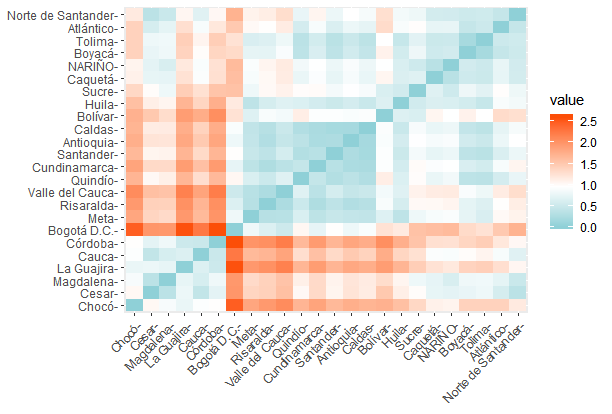 Norte de Santander-
Atlántico-
Tolima-
Boyacá-
NARIÑO-
Caquetá-
Sucre-
Huila-
Bolívar-
Caldas-
Antioquia-
Santander-
Cundinamarca-
Quindío-
Valle del Cauca-
Risaralda-
Meta-
Bogotá D.C.-
Córdoba-
Cauca-
La Guajira-
Magdalena-
Cesar-
Chocó-
value
2.5
2.0
1.5
1.0
0.5
0.0
Chocó-
Cesar-
Magdalena-
La Guajira-
Cauca-
Córdoba-
Bogotá D.C.-
Meta-
Risaralda-
Valle del Cauca-
Quindío-
Cundinamarca-
Santander-
Antioquia-
Caldas-
Bolívar-
Huila-
Sucre-
Caquetá-
NARIÑO-
Boyacá-
Tolima-
Atlántico-
Norte de Santander-